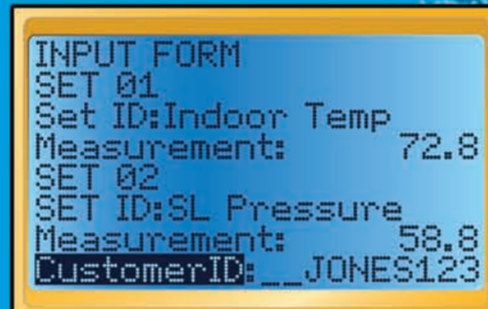 INPUT FORM
SET 01
Set ID:Indoor Temp
Measurement: 72.8
SET 02
SET ID:SL Pressure
Measurement: 58.8
CustomerID:__JONES123